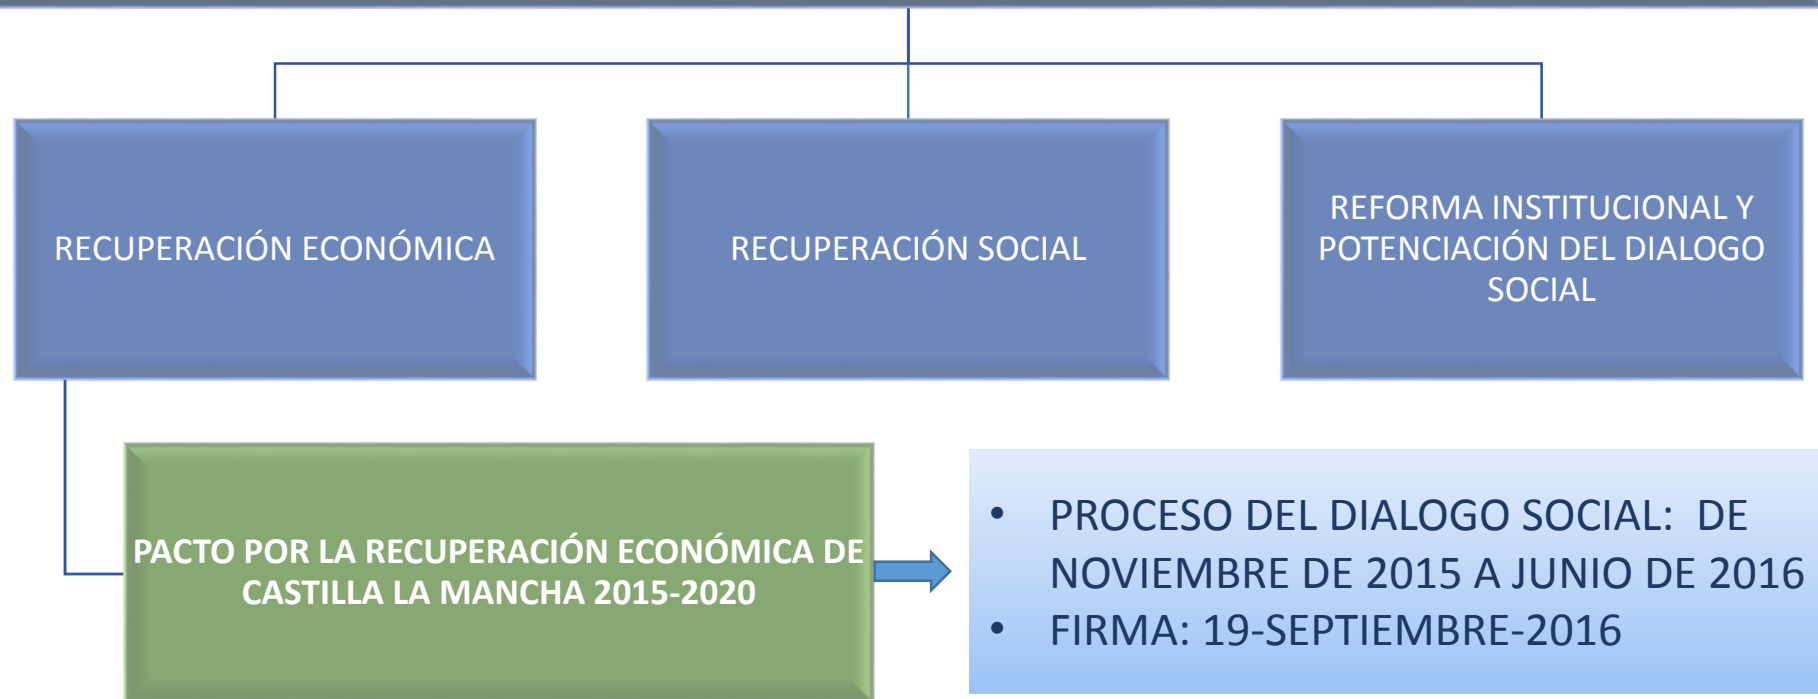 RECUPERACIÓN ECONÓMICA
RECUPERACIÓN SOCIAL
REFORMA INSTITUCIONAL Y
POTENCIACIÓN DEL DIALOGO
SOCIAL
PACTO POR LA RECUPERACIÓN ECONÓMICA DE
CASTILLA LA MANCHA 2015-2020
• PROCESO DEL DIALOGO SOCIAL: DE
NOVIEMBRE DE 2015 A JUNIO DE 2016
• FIRMA: 19-SEPTIEMBRE-2016